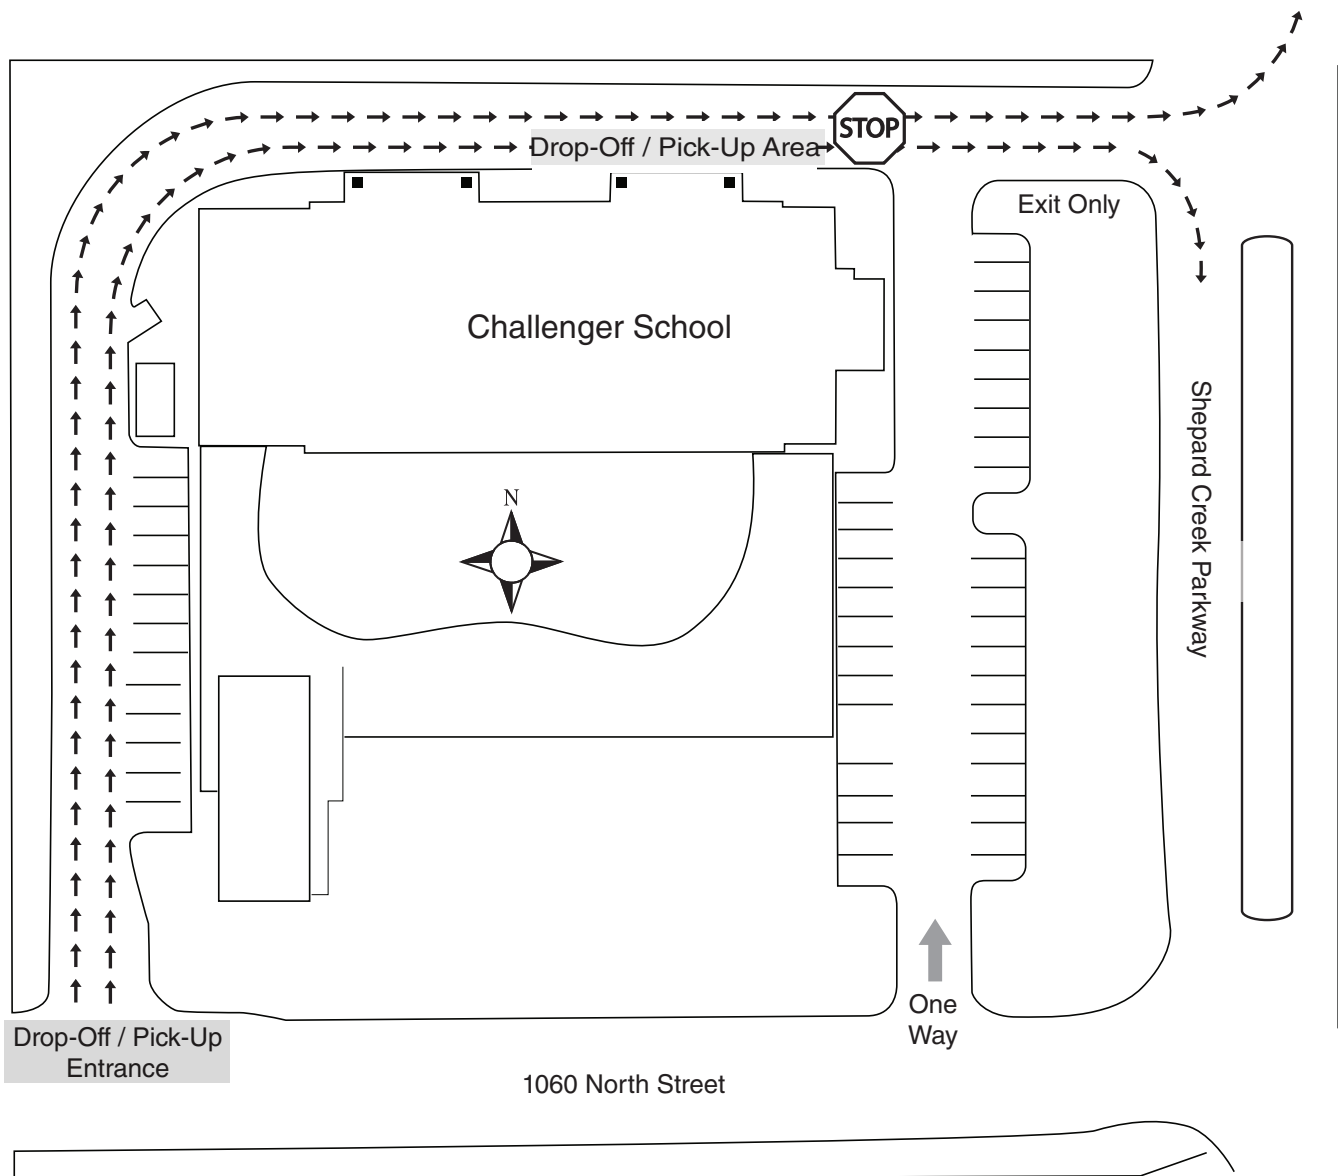 STOP
Drop-Off / Pick-Up Area
Exit Only
Challenger School
Shepard Creek Parkway
N
One
Way
Drop-Off / Pick-Up
Entrance
1060 North Street